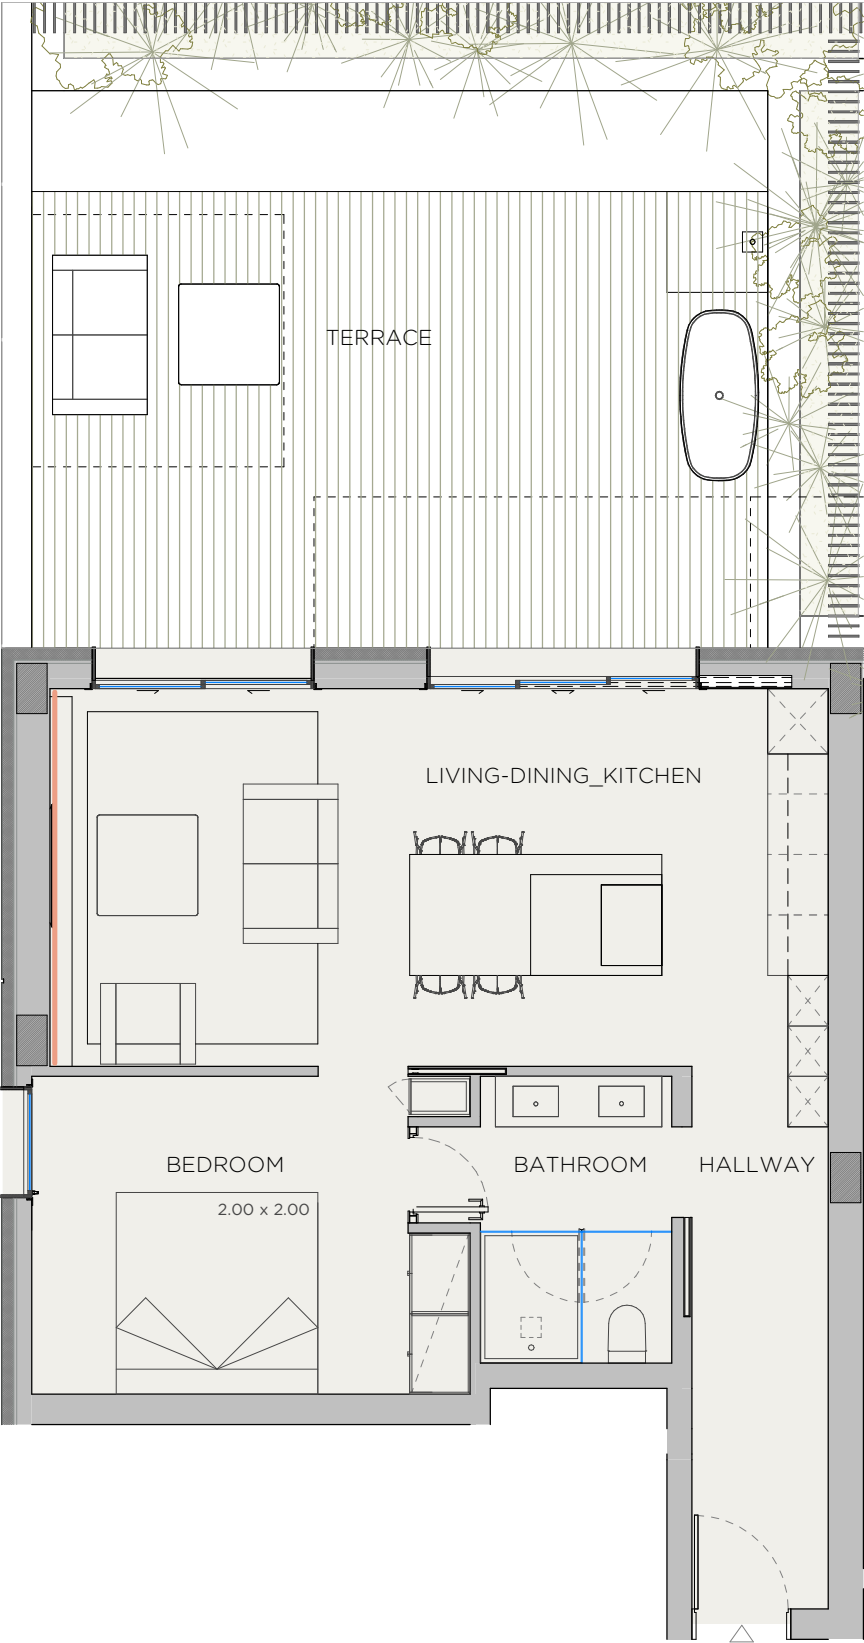 TERRACE
LIVING-DINING_KITCHEN
BEDROOM
BATHROOM
HALLWAY
2.00 x 2.00